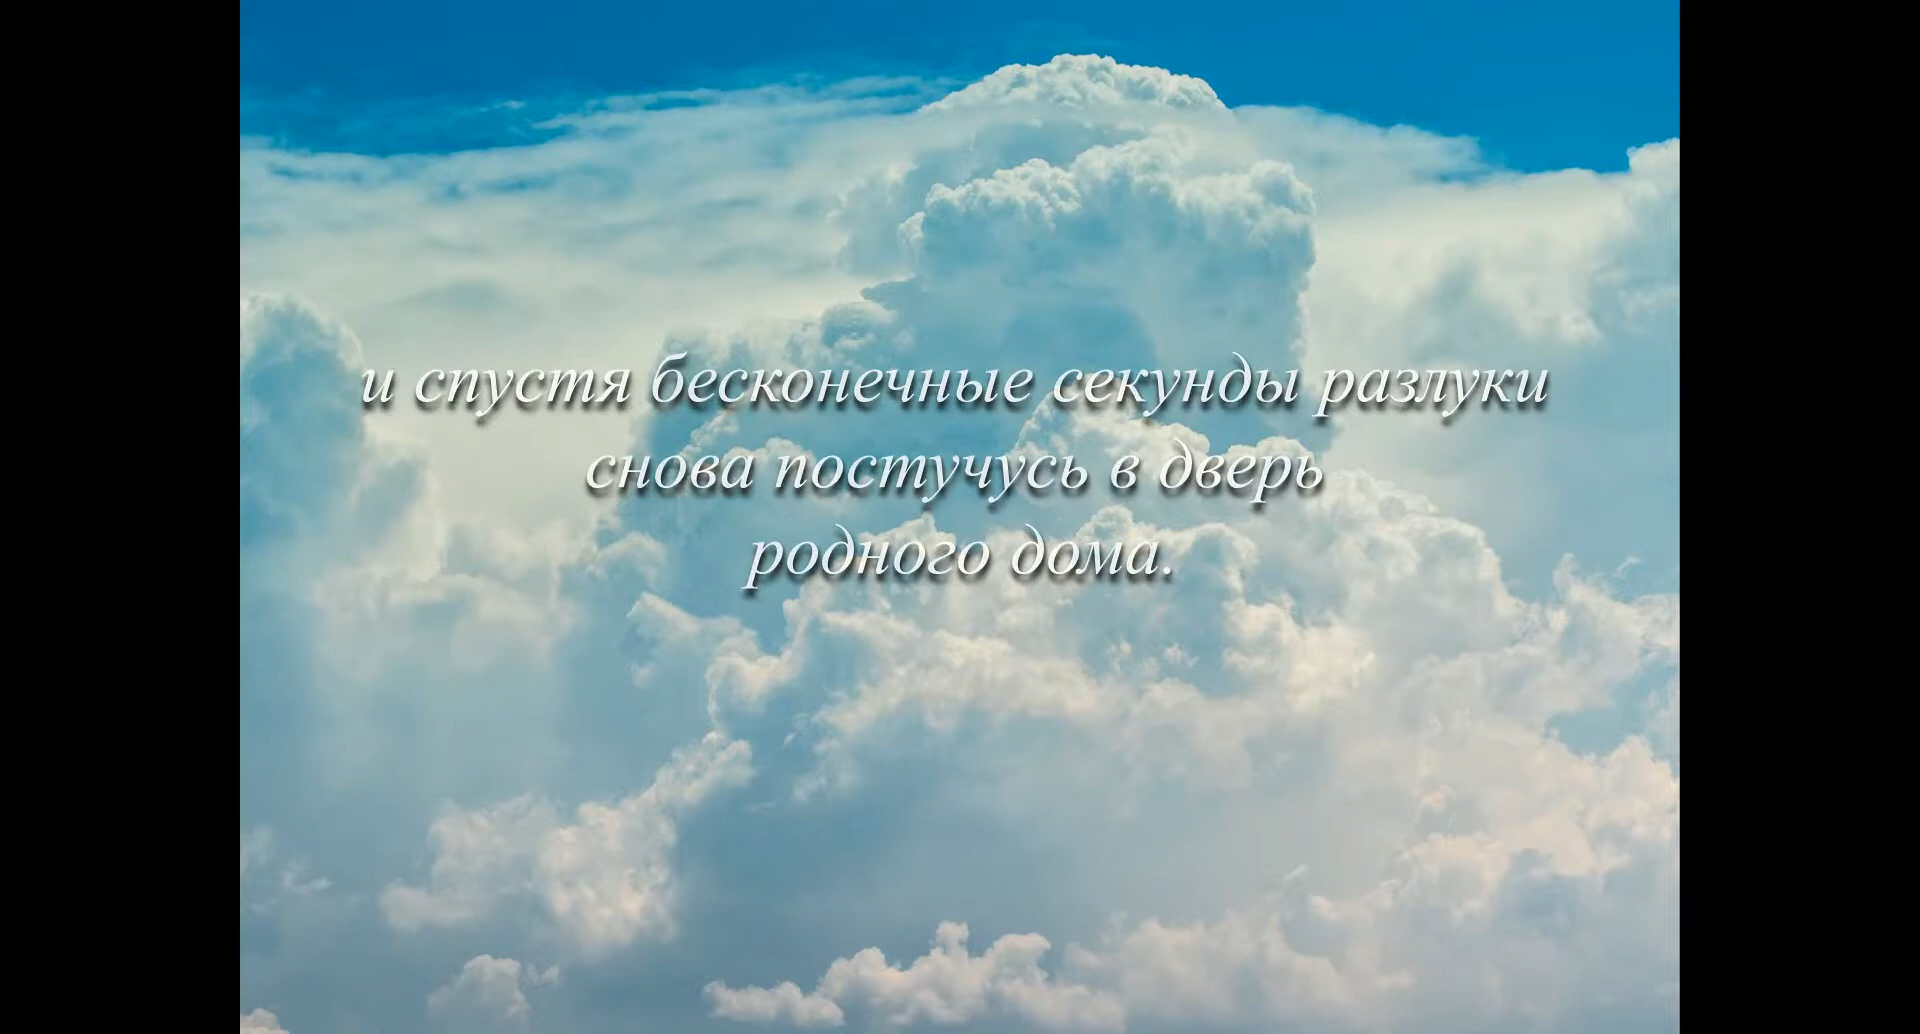 и спустя бесконечные секунды разлуки
снова постучусь в дверь
родного дома.